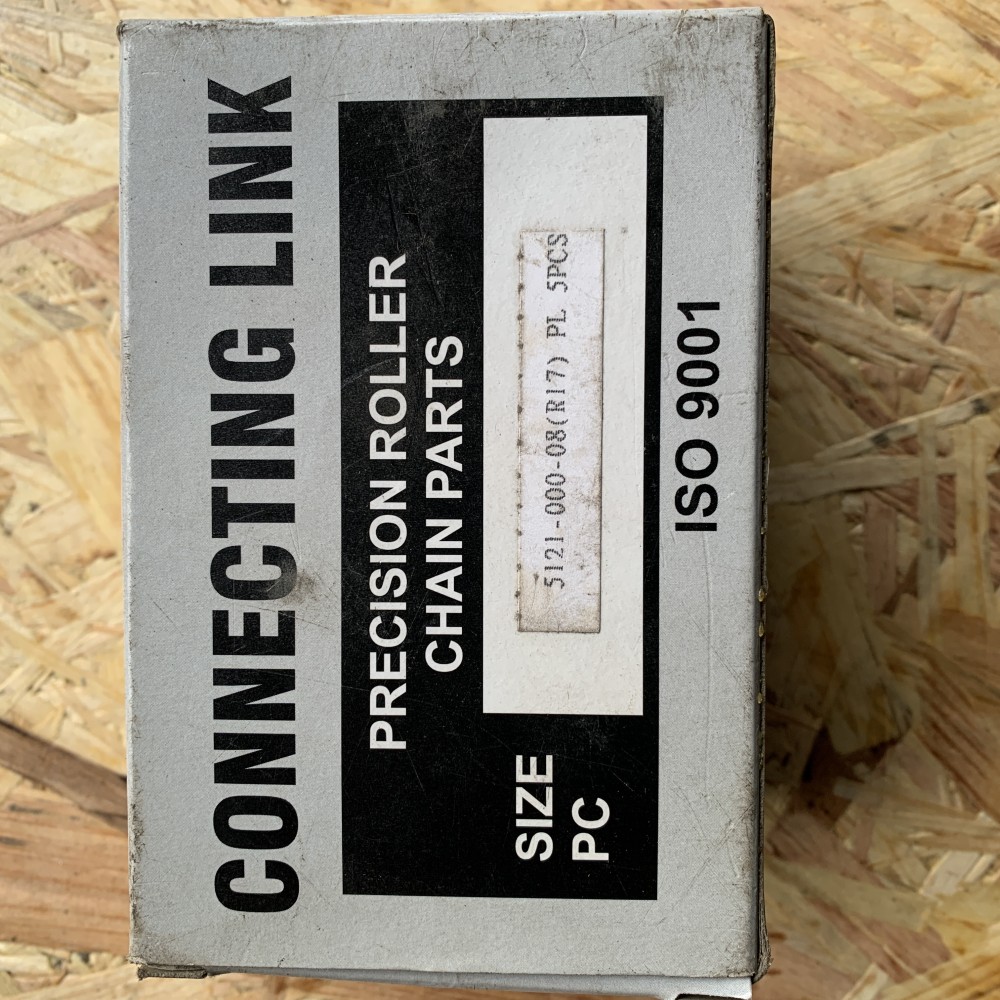 CONNECTING LINK
PRECISION ROLLER
CHAIN PARTS
SIZE
PC
5121-000-08(R17) PL 5PCS
ISO 9001